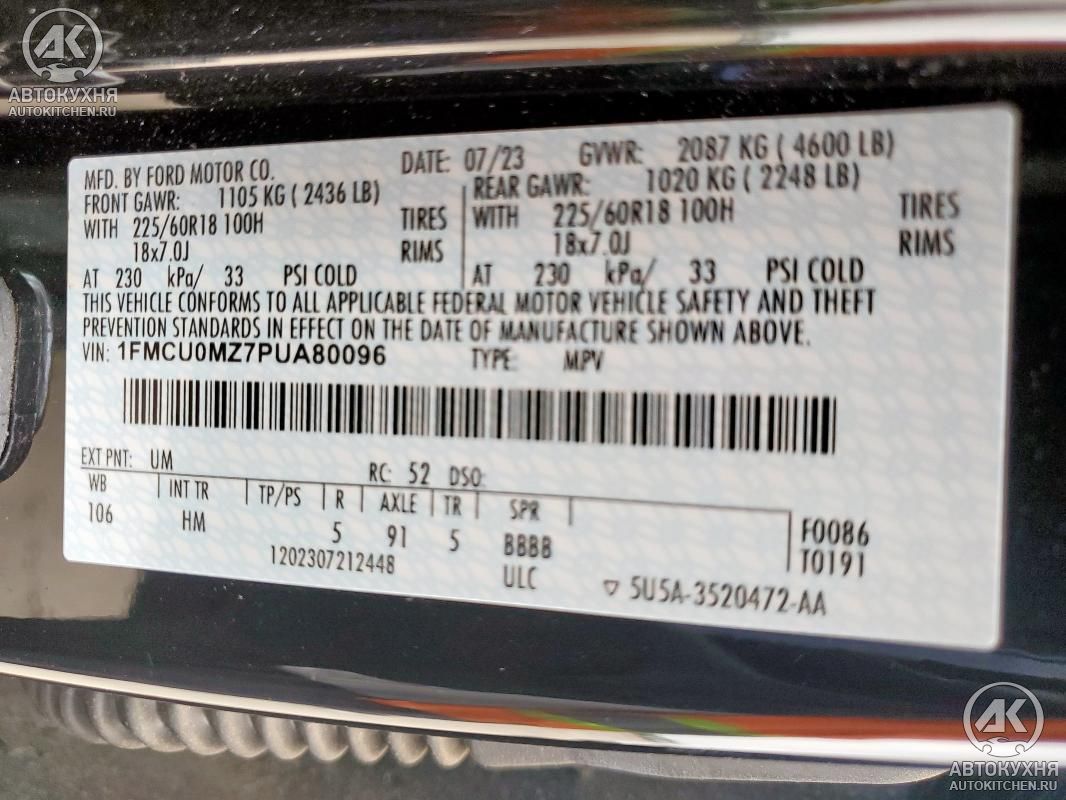 АК
АВТОКУХНЯ
AUTOKITCHEN.RU
MFD. BY FORD MOTOR CO. DATE: 07/23 GVWR: 2087 KG ( 4600 LB)
FRONT GAWR: 1105 KG ( 2436 LB) REAR GAWR: 1020 KG ( 2248 LB)
WITH 225/60R18 100H TIRES WITH 225/60R18 100H TIRES
18x7.0J RIMS 18x7.0J RIMS
AT 230 kPa/ 33 PSI COLD AT 230 kPa/ 33 PSI COLD
THIS VEHICLE CONFORMS TO ALL APPLICABLE FEDERAL MOTOR VEHICLE SAFETY AND THEFT
PREVENTION STANDARDS IN EFFECT ON THE DATE OF MANUFACTURE SHOWN ABOVE.
VIN: 1FMCU0MZ7PUA80096 TYPE: MPV
EXT PNT: UM RC: 52 DSO:
WB INT TR TP/PS R AXLE TR SPR
106 HM 5 91 5 BBBB F0086
1202307212448 ULC T0191
5U5A-3520472-AA
АК
АВТОКУХНЯ
AUTOKITCHEN.RU